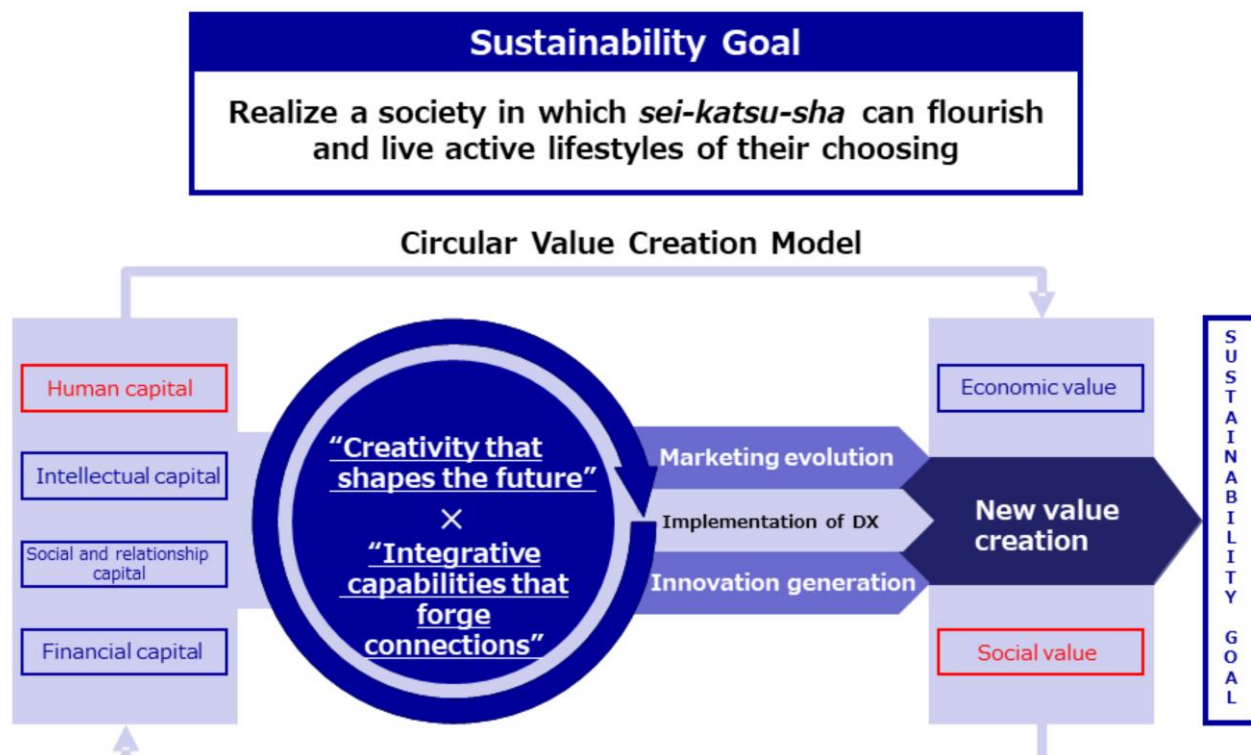 Sustainability Goal
Realize a society in which sei-katsu-sha can flourish
and live active lifestyles of their choosing
Circular Value Creation Model
Human capital
Intellectual capital
Social and relationship
capital
Financial capital
“Creativity that
shapes the future”
×
“Integrative
capabilities that
forge
connections”
Marketing evolution
Implementation of DX
Innovation generation
Economic value
New value
creation
Social value
SUSTAINABILITY GOAL